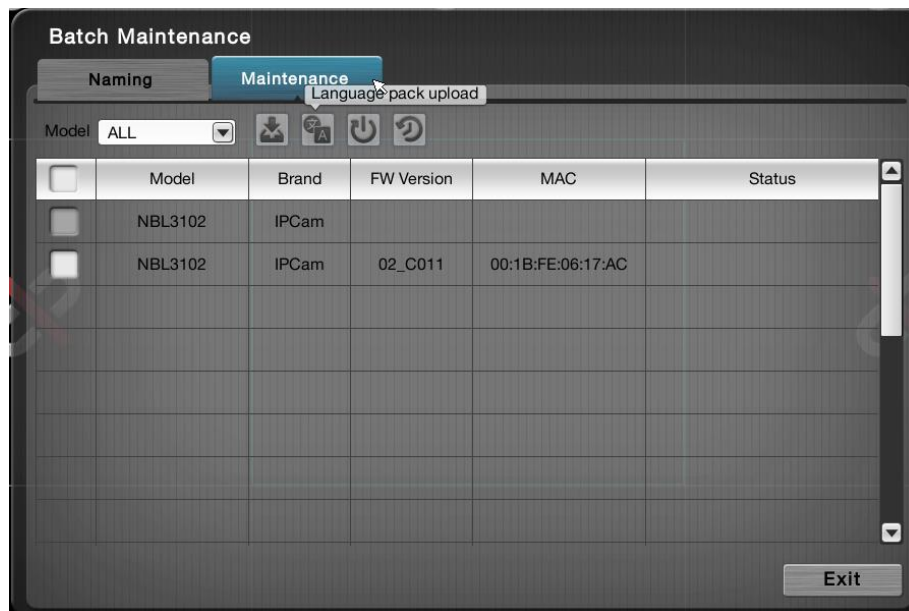 Batch Maintenance
Naming Maintenance
Language pack upload
Model ALL
Model Brand FW Version MAC Status
NBL3102 IPCam
NBL3102 IPCam 02_C011 00:1B:FE:06:17:AC
Exit